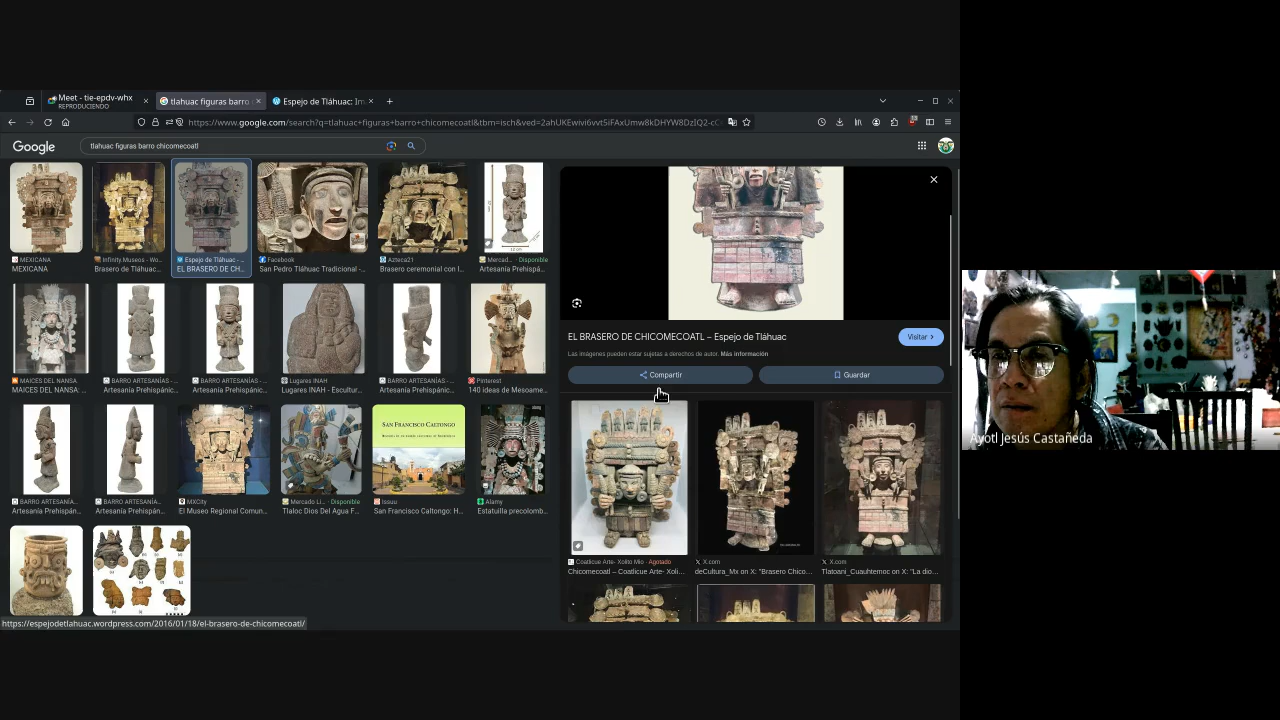 Meet - tie-epdv-whx
REPRODUCIENDO
tlahuac figuras barro
Espejo de Tláhuac: Im
https://www.google.com/search?q=tlahuac+figuras+barro+chicomecoatl&tbm=isch&ved=
Google
tlahuac figuras barro chicomecoatl
MEXICANA
MEXICANA
Infinity.Museos - Wo...
Brasero de Tláhuac...
Espejo de Tláhuac - ...
EL BRASERO DE CH...
Facebook
San Pedro Tláhuac Tradicional -...
Azteca21
Brasero ceremonial con l...
Mercad... · Disponible
Artesanía Prehispá...
MAICES DEL NANSA
MAICES DEL NANSA: ...
BARRO ARTESANÍAS - ...
Artesanía Prehispán...
BARRO ARTESANÍAS - ...
Artesanía Prehispán...
Lugares INAH
Lugares INAH - Escultur...
BARRO ARTESANÍAS - ...
Artesanía Prehispán...
Pinterest
140 ideas de Mesoame...
BARRO ARTESANÍA...
Artesanía Prehispán...
BARRO ARTESANÍA...
Artesanía Prehispán...
MXCity
El Museo Regional Comun...
Mercado Li... · Disponible
Tlaloc Dios Del Agua F...
SAN FRANCISCO CALTONGO
Issuu
San Francisco Caltongo: H...
Alamy
Estatuilla precolomb...
EL BRASERO DE CHICOMECOATL – Espejo de Tláhuac
Visitar
Las imágenes pueden estar sujetas a derechos de autor. Más información
Compartir
Guardar
Coatlicue Arte- Xolito Mio · Agotado
Chicomecoatl – Coatlicue Arte- Xoli...
X.com
deCultura_Mx on X: "Brasero Chico...
X.com
Tlatoani_Cuauhtemoc on X: "La dio...
https://espejodetlahuac.wordpress.com/2016/01/18/el-brasero-de-chicomecoatl/
Ayotl Jesús Castañeda